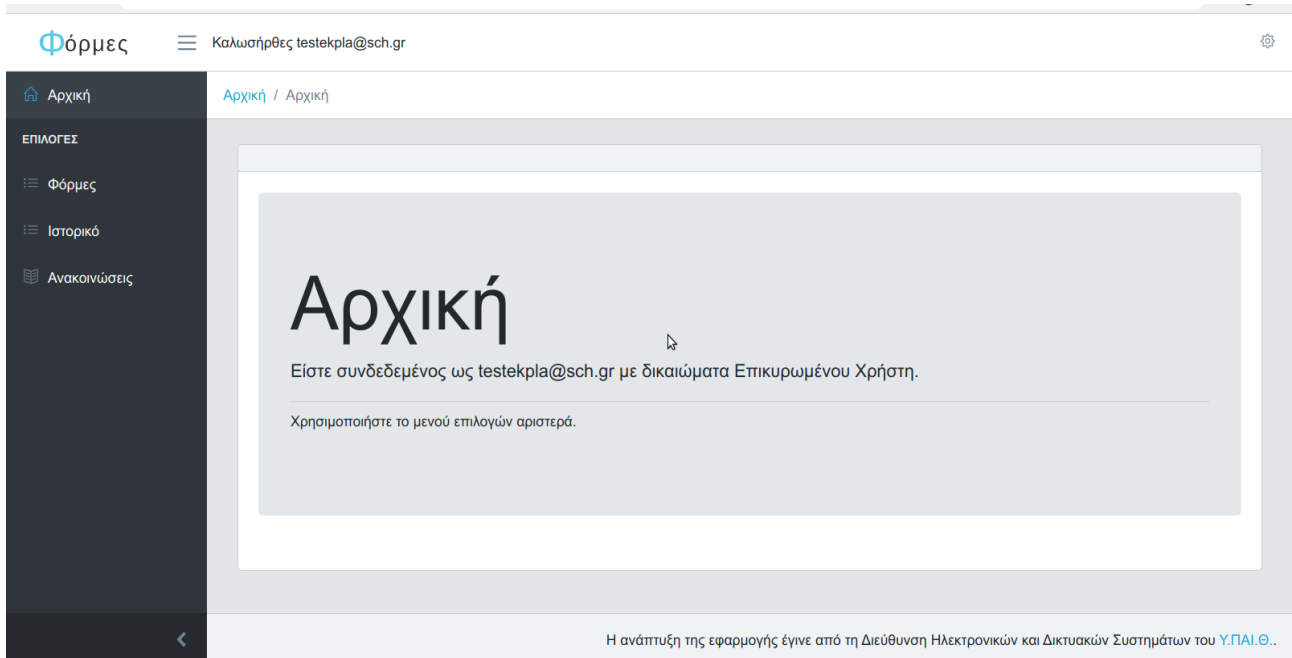 Φόρμες
Καλωσήρθες testekpla@sch.gr
Αρχική
Αρχική / Αρχική
ΕΠΙΛΟΓΕΣ
Φόρμες
Ιστορικό
Ανακοινώσεις
Αρχική
Είστε συνδεδεμένος ως testekpla@sch.gr με δικαιώματα Επικυρωμένου Χρήστη.
Χρησιμοποιήστε το μενού επιλογών αριστερά.
Η ανάπτυξη της εφαρμογής έγινε από τη Διεύθυνση Ηλεκτρονικών και Δικτυακών Συστημάτων του Υ.ΠΑΙ.Θ..